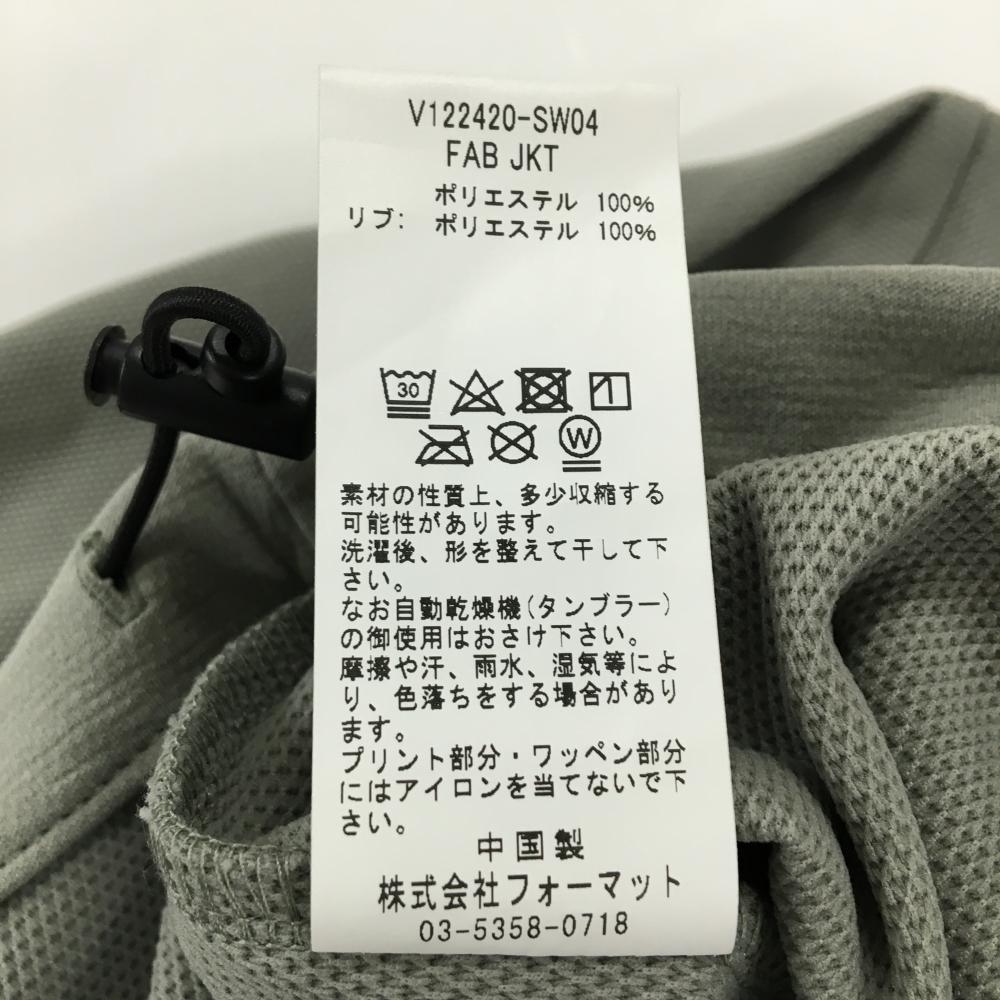 V122420-SW04
FAB JKT
ポリエステル 100%
リブ: ポリエステル 100%
30
W
素材の性質上、多少収縮する
可能性があります。
洗濯後、形を整えて干して下
さい。
なお自動乾燥機(タンブラー)
の御使用はおさけ下さい。
摩擦や汗、雨水、湿気等によ
り、色落ちをする場合があり
ます。
プリント部分・ワッペン部分
にはアイロンを当てないで下
さい。
中国製
株式会社フォーマット
03-5358-0718